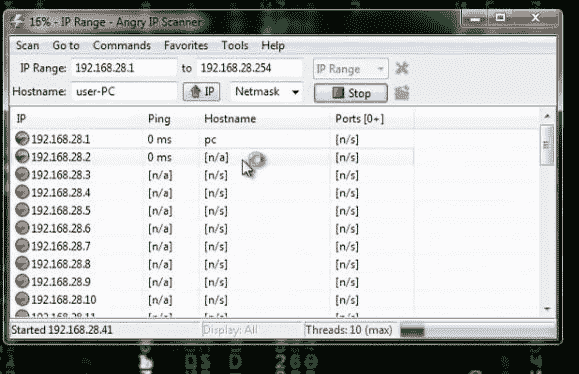 16% - IP Range - Angry IP Scanner
Scan Go to Commands Favorites Tools Help
IP Range: 192.168.28.1 to 192.168.28.254 IP Range
Hostname: user-PC IP Netmask Stop
IP Ping Hostname Ports [0+]
192.168.28.1 0 ms pc [n/s]
192.168.28.2 0 ms [n/a] [n/s]
192.168.28.3 [n/a] [n/s] [n/s]
192.168.28.4 [n/a] [n/s] [n/s]
192.168.28.5 [n/a] [n/s] [n/s]
192.168.28.6 [n/a] [n/s] [n/s]
192.168.28.7 [n/a] [n/s] [n/s]
192.168.28.8 [n/a] [n/s] [n/s]
192.168.28.9 [n/a] [n/s] [n/s]
192.168.28.10 [n/a] [n/s] [n/s]
Started 192.168.28.41 Display: All Threads: 10 (max)